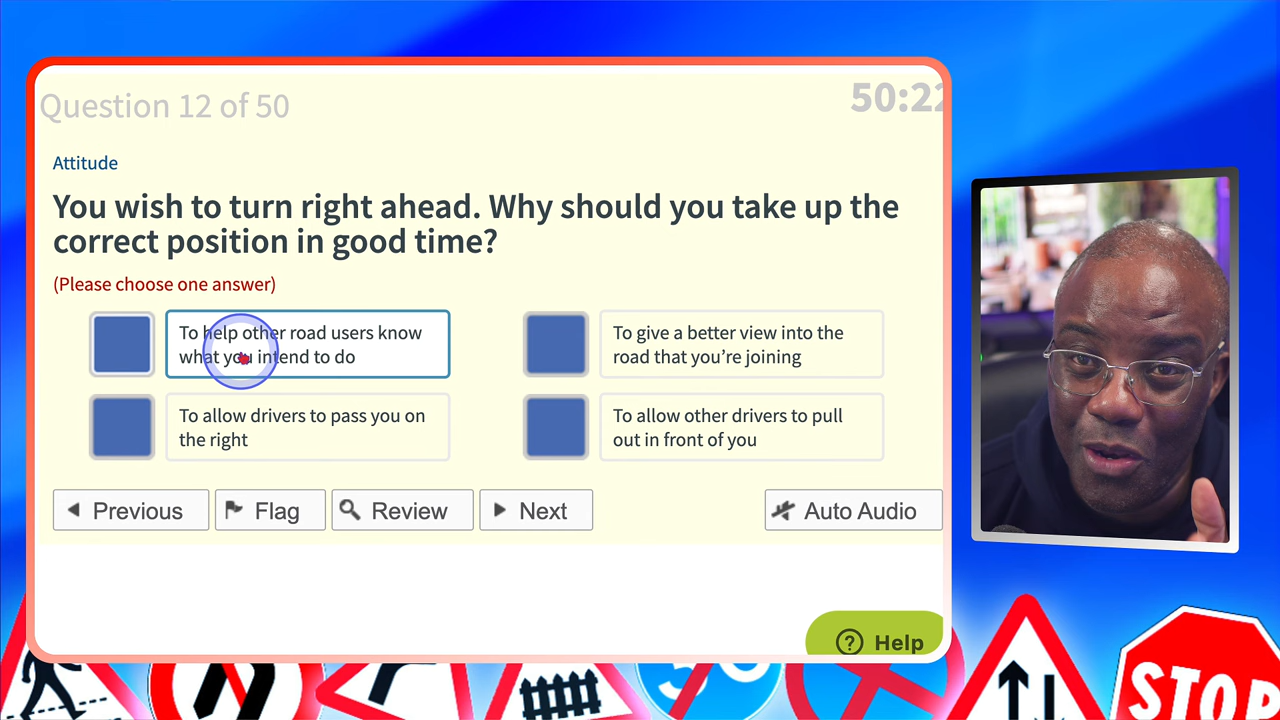 Question 12 of 50
50:22
Attitude
You wish to turn right ahead. Why should you take up the
correct position in good time?
(Please choose one answer)
To help other road users know
what you intend to do
To give a better view into the
road that you're joining
To allow drivers to pass you on
the right
To allow other drivers to pull
out in front of you
Previous
Flag
Review
Next
Auto Audio
Help
STOP